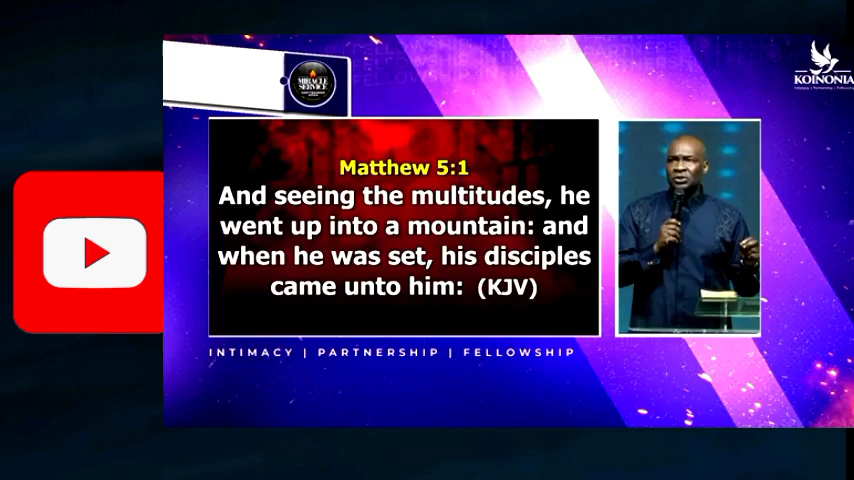 MIRACLE
SERVICE
KOINONIA
Matthew 5:1
And seeing the multitudes, he
went up into a mountain: and
when he was set, his disciples
came unto him: (KJV)
INTIMACY | PARTNERSHIP | FELLOWSHIP